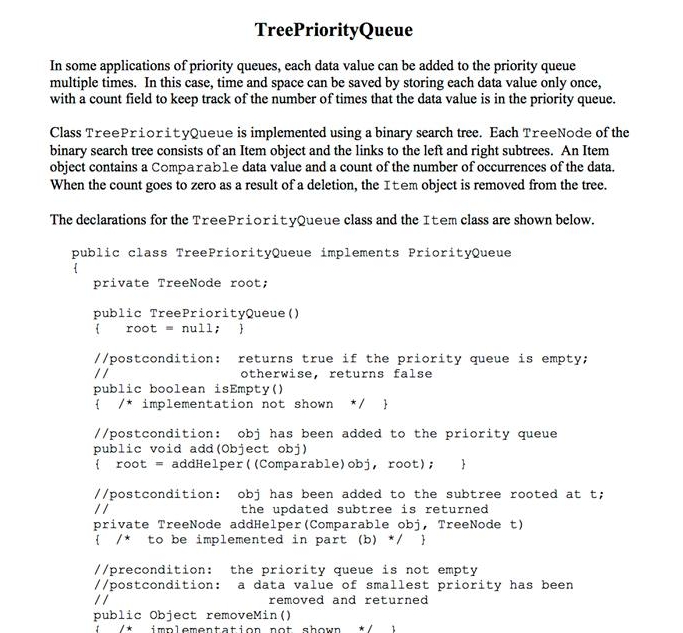 TreePriorityQueue
In some applications of priority queues, each data value can be added to the priority queue
multiple times. In this case, time and space can be saved by storing each data value only once,
with a count field to keep track of the number of times that the data value is in the priority queue.
Class TreePriorityQueue is implemented using a binary search tree. Each TreeNode of the
binary search tree consists of an Item object and the links to the left and right subtrees. An Item
object contains a Comparable data value and a count of the number of occurrences of the data.
When the count goes to zero as a result of a deletion, the Item object is removed from the tree.
The declarations for the TreePriorityQueue class and the Item class are shown below.
public class TreePriorityQueue implements PriorityQueue
{
private TreeNode root;
public TreePriorityQueue()
{ root = null; }
//postcondition: returns true if the priority queue is empty;
// otherwise, returns false
public boolean isEmpty()
{ /* implementation not shown */ }
//postcondition: obj has been added to the priority queue
public void add(Object obj)
{ root = addHelper((Comparable)obj, root); }
//postcondition: obj has been added to the subtree rooted at t;
// the updated subtree is returned
private TreeNode addHelper(Comparable obj, TreeNode t)
{ /* to be implemented in part (b) */ }
//precondition: the priority queue is not empty
//postcondition: a data value of smallest priority has been
// removed and returned
public Object removeMin()
{ /* implementation not shown */ }